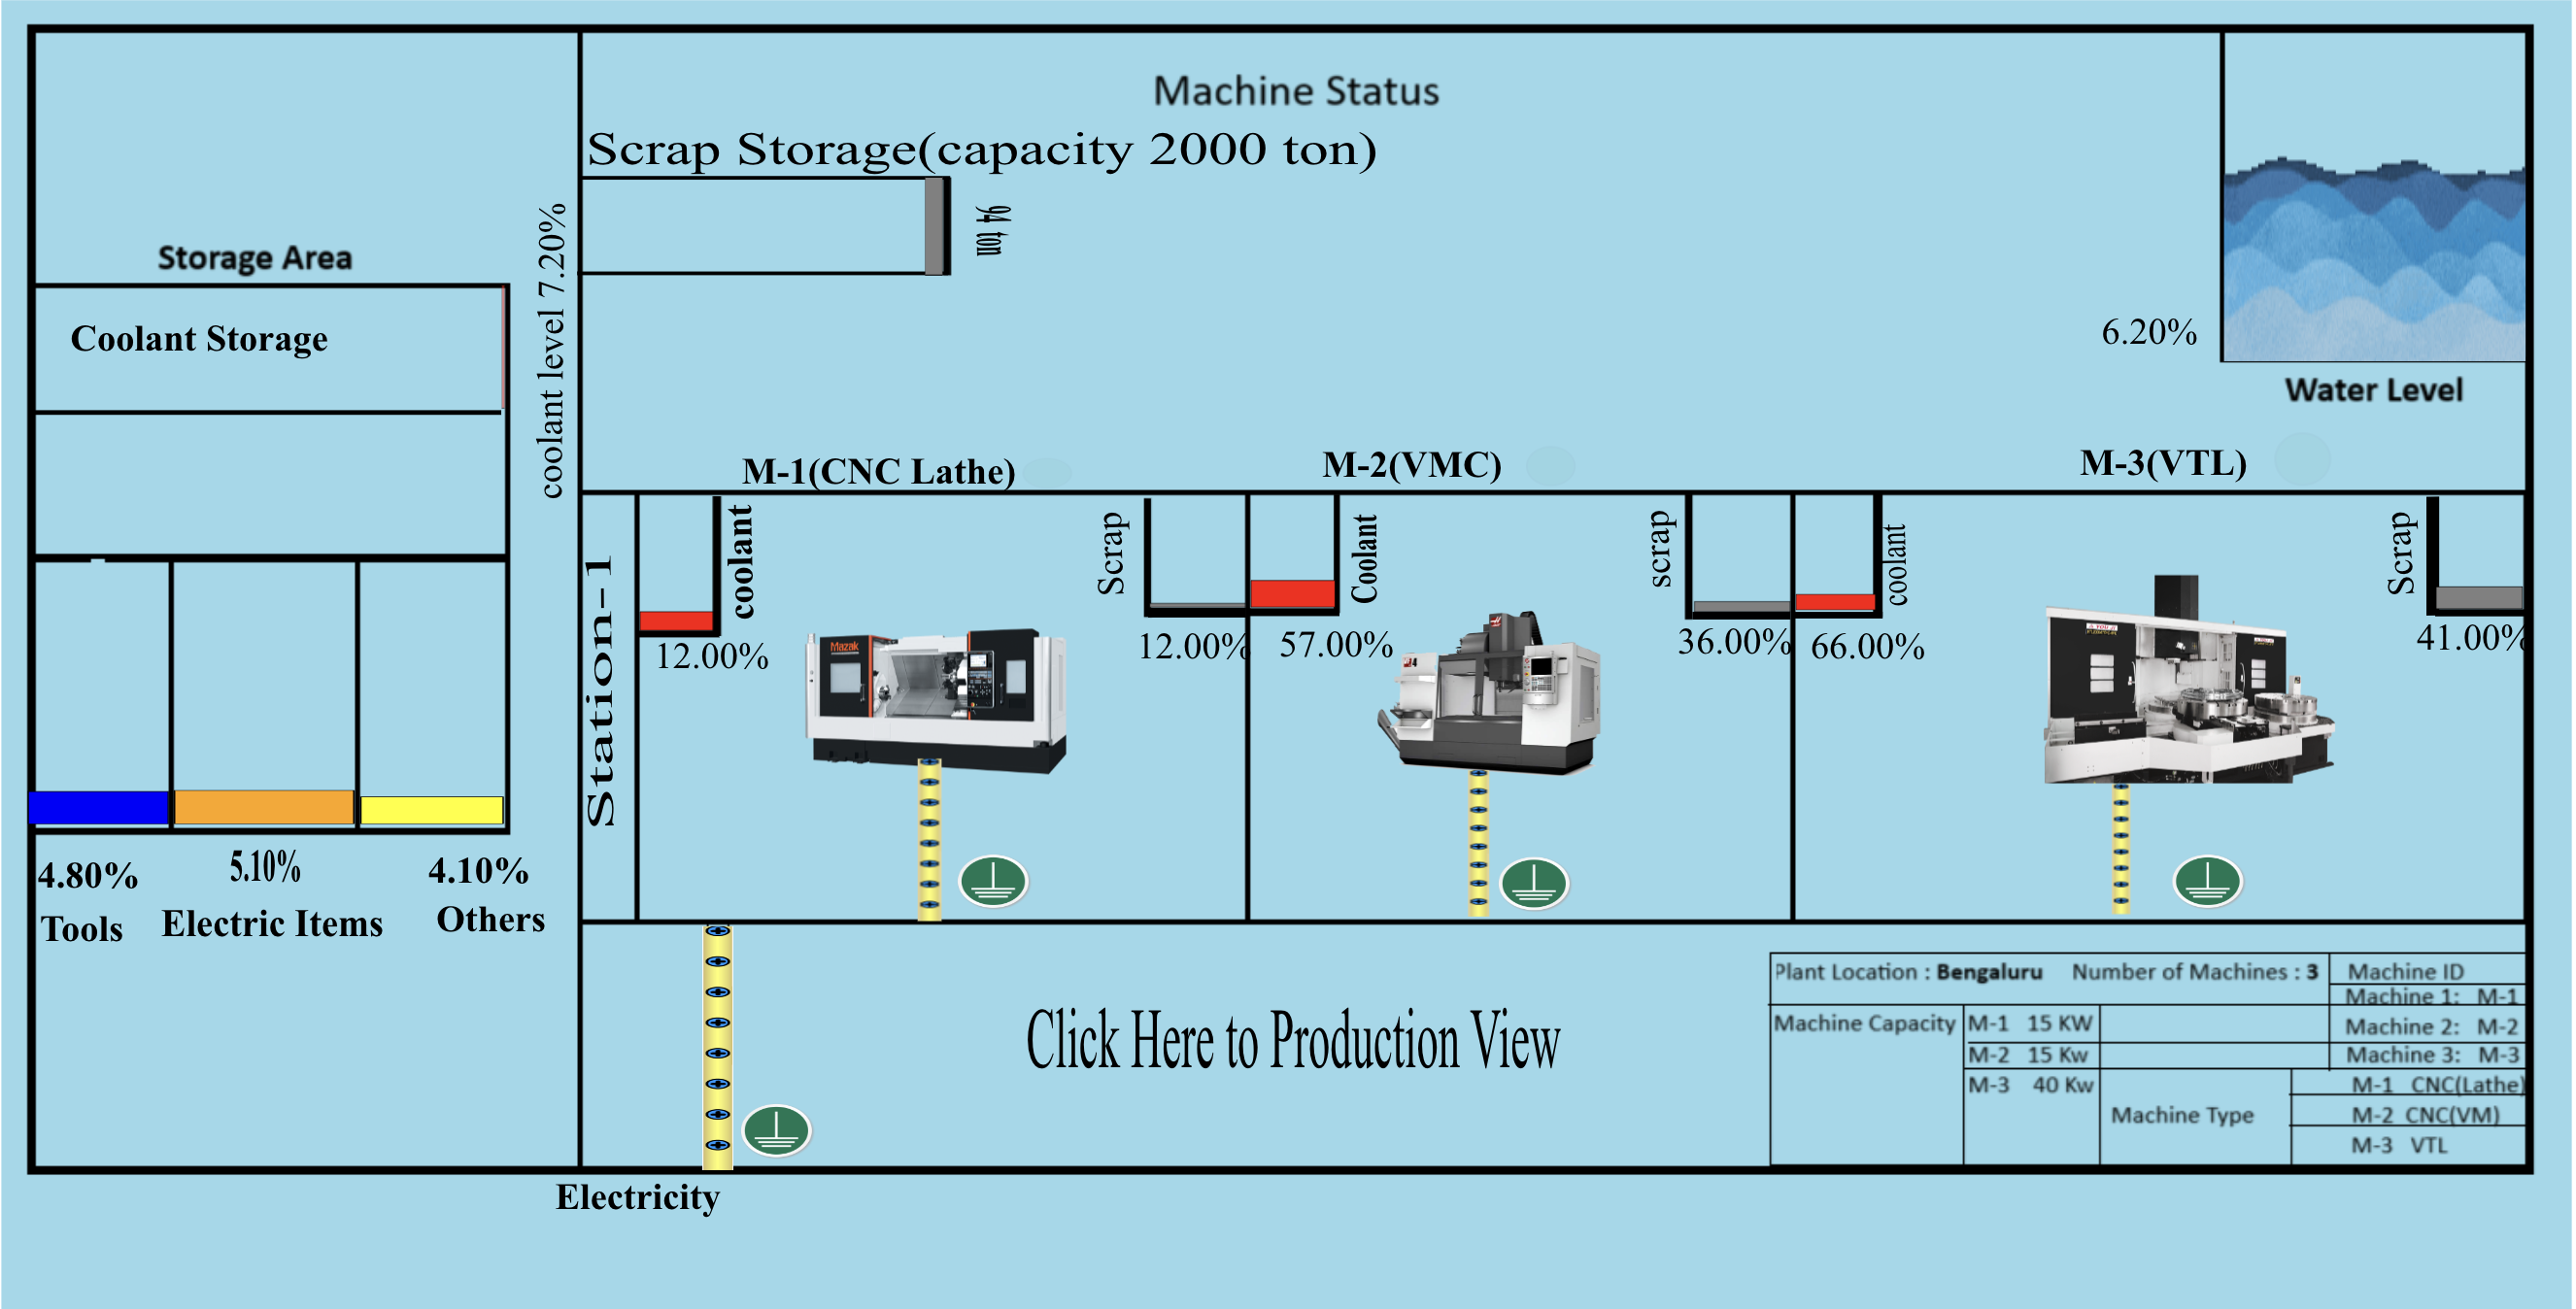 Machine Status
Scrap Storage(capacity 2000 ton)
94 ton
Storage Area
Coolant Storage
coolant level 7.20%
6.20%
Water Level
M-1(CNC Lathe)
M-2(VMC)
M-3(VTL)
Station-1
coolant
12.00%
Mazak
Scrap
12.00%
Coolant
57.00%
scrap
36.00%
coolant
66.00%
Scrap
41.00%
4.80%
Tools
5.10%
Electric Items
4.10%
Others
Click Here to Production View
Electricity
Plant Location : Bengaluru Number of Machines : 3
Machine ID
Machine 1: M-1
Machine 2: M-2
Machine 3: M-3
Machine Capacity
M-1 15 KW
M-2 15 Kw
M-3 40 Kw
Machine Type
M-1 CNC(Lathe)
M-2 CNC(VM)
M-3 VTL